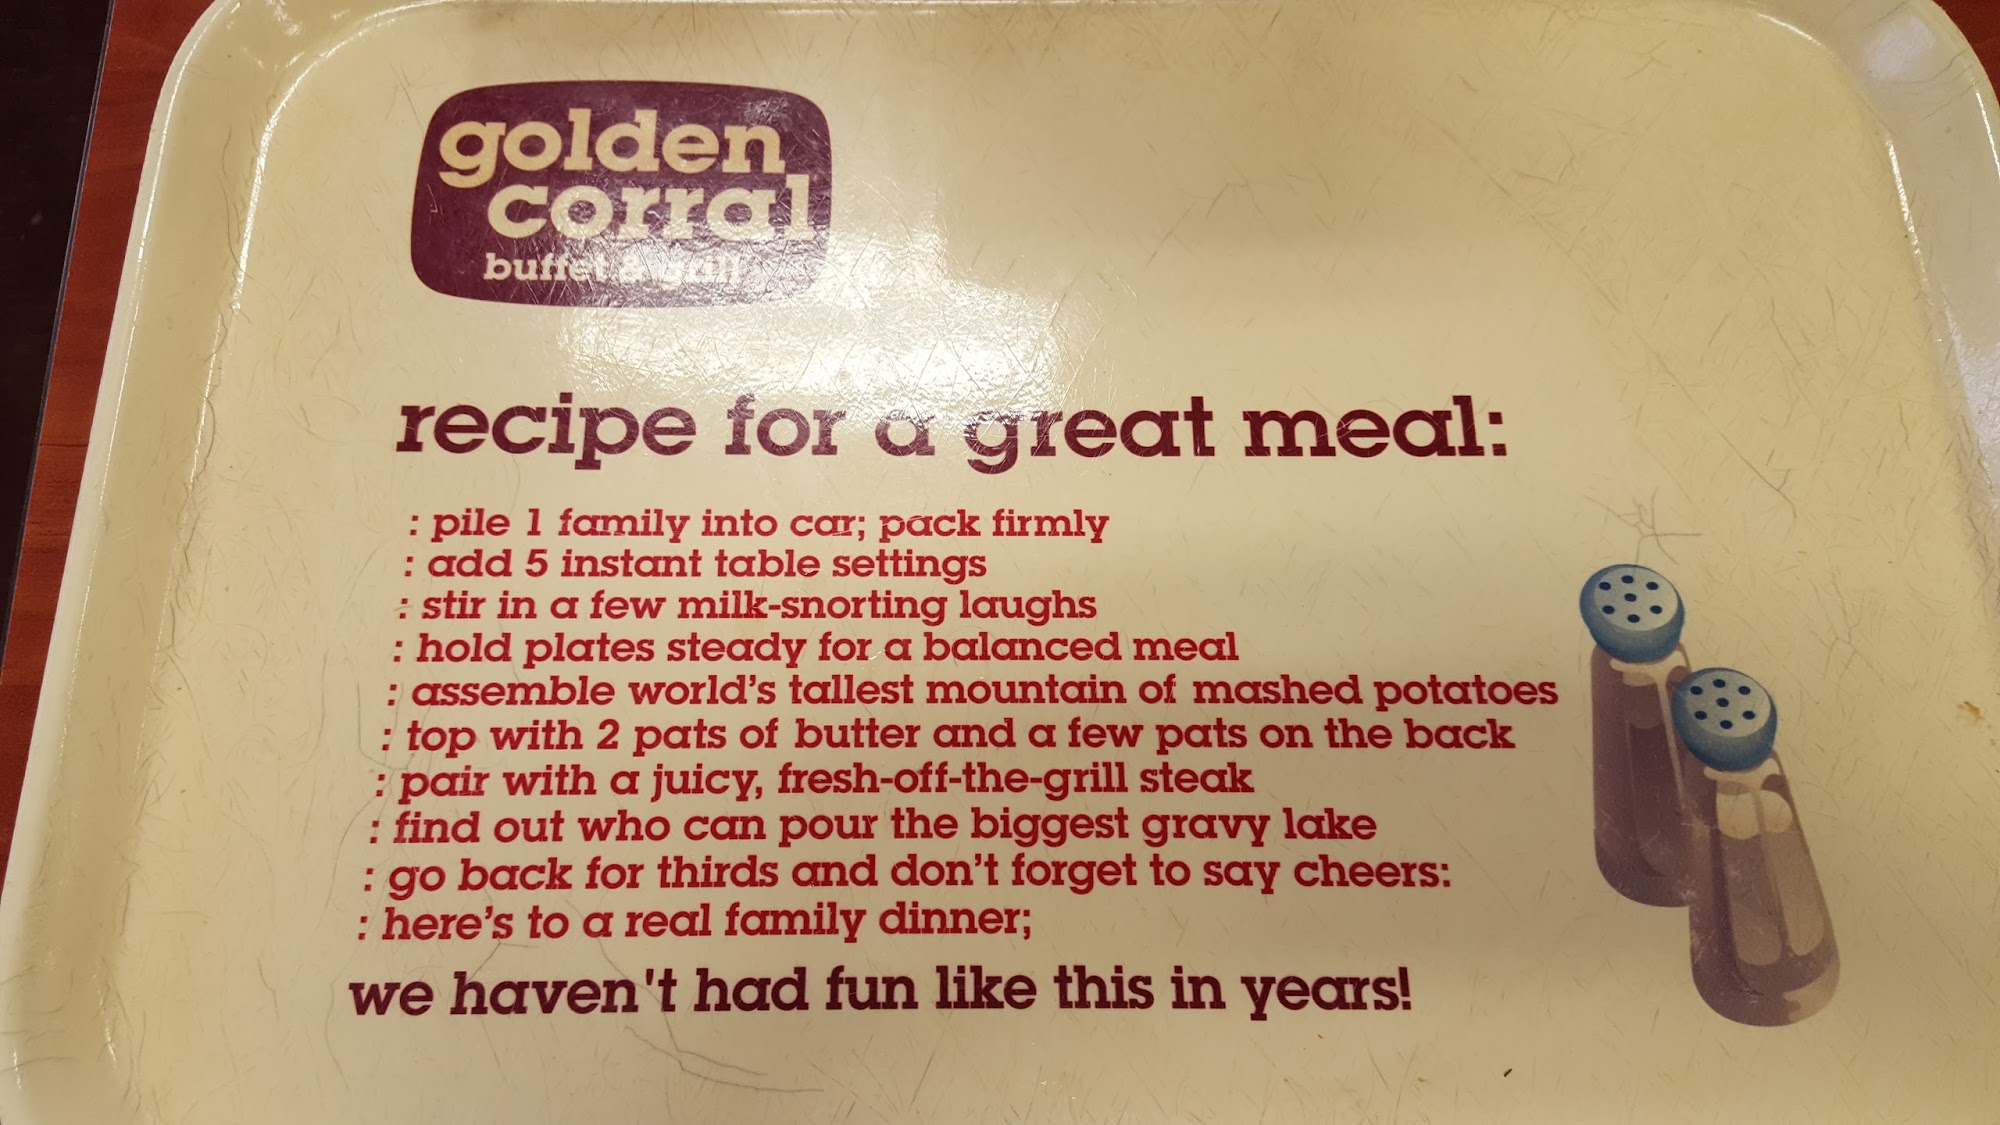 golden
corral
buffet & grill
recipe for a great meal:
: pile 1 family into car; pack firmly
: add 5 instant table settings
: stir in a few milk-snorting laughs
: hold plates steady for a balanced meal
: assemble world's tallest mountain of mashed potatoes
: top with 2 pats of butter and a few pats on the back
: pair with a juicy, fresh-off-the-grill steak
: find out who can pour the biggest gravy lake
: go back for thirds and don't forget to say cheers:
: here's to a real family dinner;
we haven't had fun like this in years!